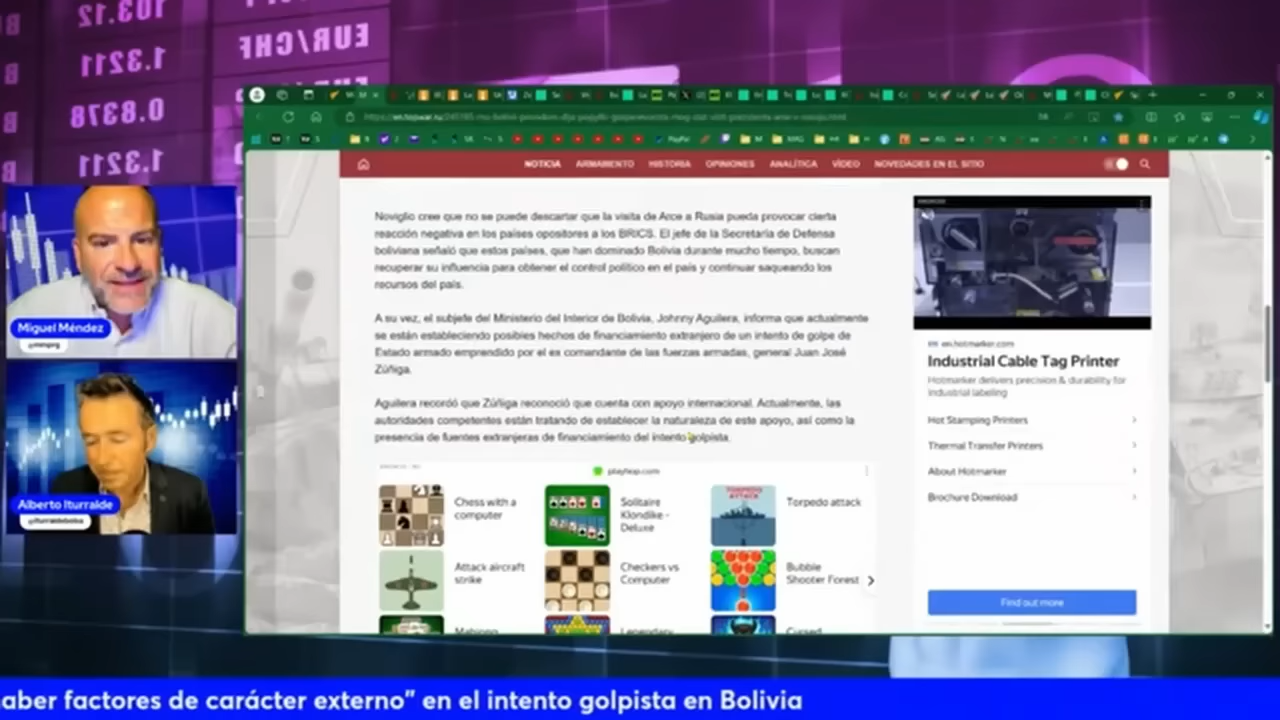 103.12
EUR/CHF
1.3211
0.8378
1.3211
NOTICIA ARMAMENTO HISTORIA OPINIONES ANALÍTICA VÍDEO NOVEDADES EN EL SITIO
Noviglio cree que no se puede descartar que la visita de Arce a Rusia pueda provocar cierta
reacción negativa en los países opositores a los BRICS. El jefe de la Secretaría de Defensa
boliviana señaló que estos países, que han dominado Bolivia durante mucho tiempo, buscan
recuperar su influencia para obtener el control político en el país y continuar saqueando los
recursos del país.
A su vez, el subjefe del Ministerio del Interior de Bolivia, Johnny Aguilera, informa que actualmente
se están estableciendo posibles hechos de financiamiento extranjero de un intento de golpe de
Estado armado emprendido por el ex comandante de las fuerzas armadas, general Juan José
Zúñiga.
Aguilera recordó que Zúñiga reconoció que cuenta con apoyo internacional. Actualmente, las
autoridades competentes están tratando de establecer la naturaleza de este apoyo, así como la
presencia de fuentes extranjeras de financiamiento del intento golpista.
playhop.com
Chess with a
computer
Solitaire
Klondike -
Deluxe
TORPEDO
ATTACK
Torpedo attack
Attack aircraft
strike
Checkers vs
Computer
Bubble
Shooter Forest
Mahjong
Legendary
Cursed
en.hotmarker.com
Industrial Cable Tag Printer
Hotmarker delivers precision & durability for
industrial labeling
Hot Stamping Printers
Thermal Transfer Printers
About Hotmarker
Brochure Download
Find out more
Miguel Méndez
Alberto Iturralde
@iturraldebolsa
aber factores de carácter externo" en el intento golpista en Bolivia